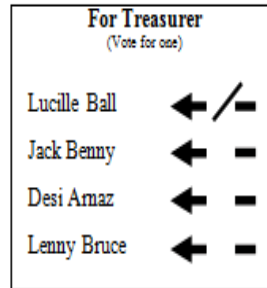 For Treasurer
(Vote for one)
Lucille Ball
Jack Benny
Desi Arnaz
Lenny Bruce